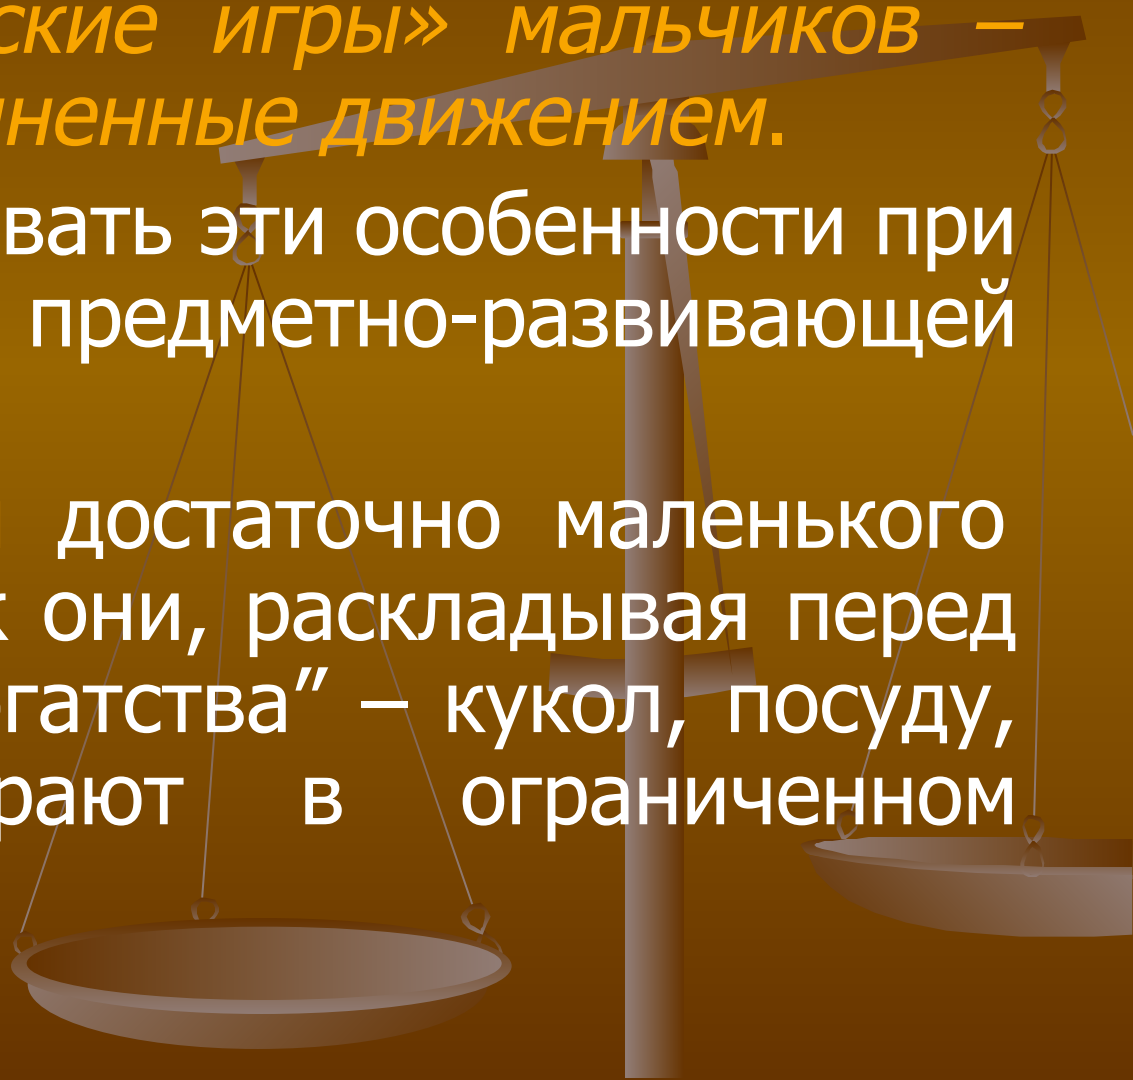 ские игры» мальчиков –
ненные движением.
вать эти особенности при
предметно-развивающей
достаточно маленького
они, раскладывая перед
гатства” – кукол, посуду,
рают в ограниченном